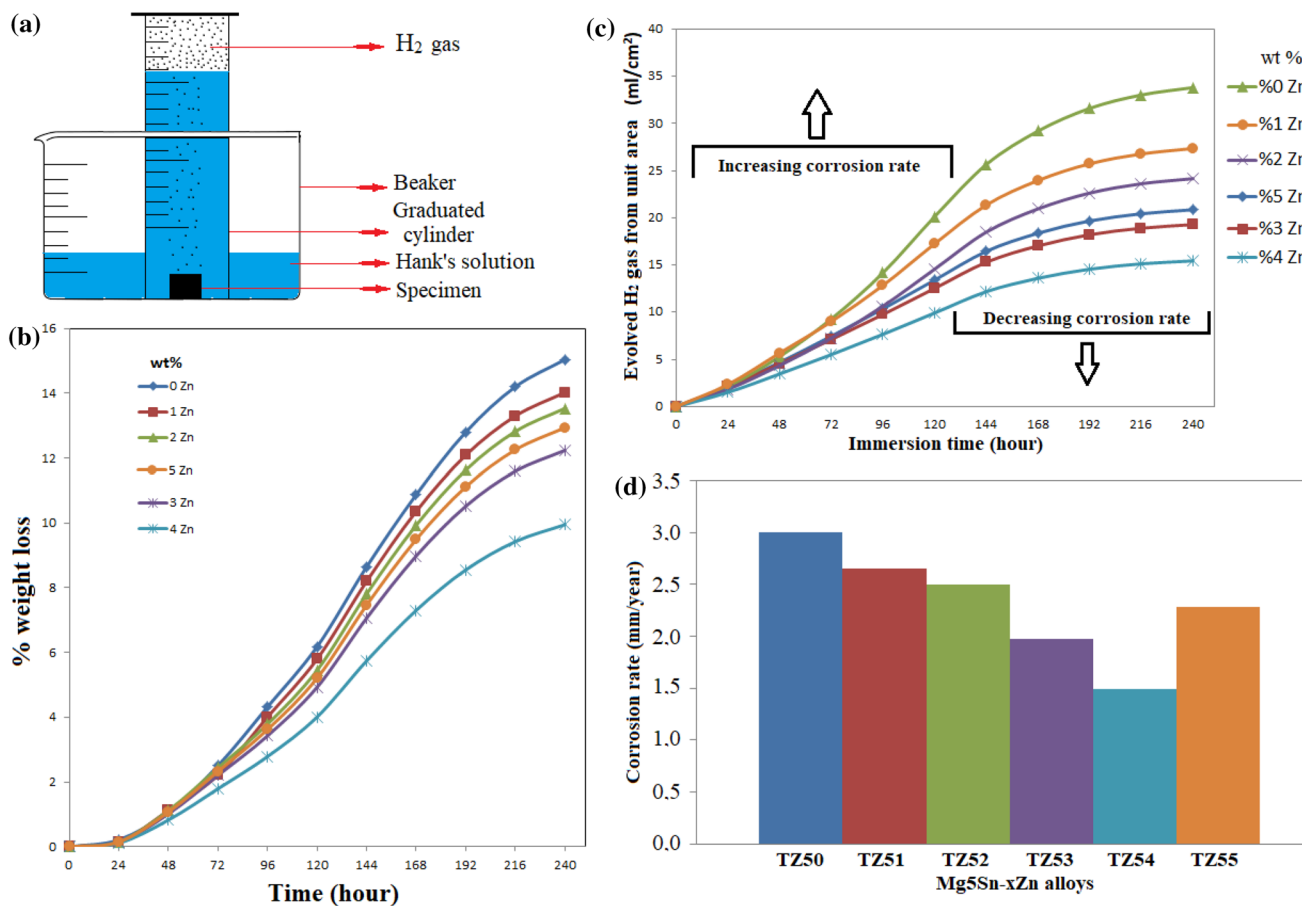 (a)
H₂ gas
Beaker
Graduated
cylinder
Hank's solution
Specimen
(b)
% weight loss
16
14
12
10
8
6
4
2
0
wt%
0 Zn
1 Zn
2 Zn
5 Zn
3 Zn
4 Zn
0 24 48 72 96 120 144 168 192 216 240
Time (hour)
(c)
Evolved H₂ gas from unit area (ml/cm²)
40
35
30
25
20
15
10
5
0
Increasing corrosion rate
Decreasing corrosion rate
0 24 48 72 96 120 144 168 192 216 240
Immersion time (hour)
wt %
%0 Zn
%1 Zn
%2 Zn
%5 Zn
%3 Zn
%4 Zn
(d)
Corrosion rate (mm/year)
3.5
3.0
2.5
2.0
1.5
1.0
0.5
0.0
TZ50 TZ51 TZ52 TZ53 TZ54 TZ55
Mg5Sn-xZn alloys